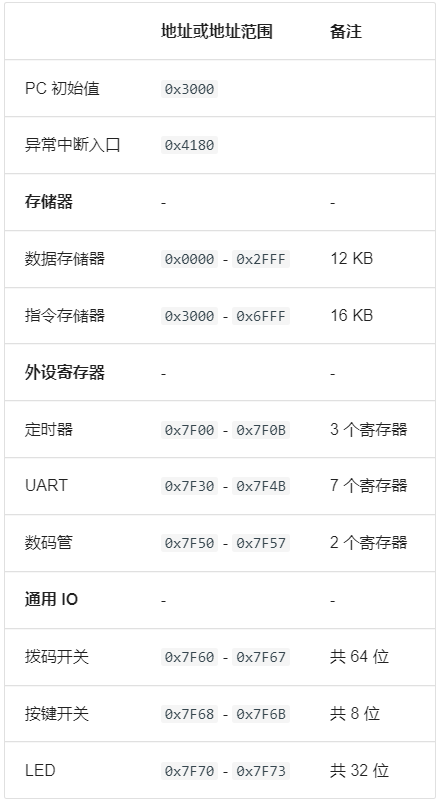 地址或地址范围 备注
PC 初始值 0x3000
异常中断入口 0x4180
存储器 - -
数据存储器 0x0000 - 0x2FFF 12 KB
指令存储器 0x3000 - 0x6FFF 16 KB
外设寄存器 - -
定时器 0x7F00 - 0x7F0B 3 个寄存器
UART 0x7F30 - 0x7F4B 7 个寄存器
数码管 0x7F50 - 0x7F57 2 个寄存器
通用 IO - -
拨码开关 0x7F60 - 0x7F67 共 64 位
按键开关 0x7F68 - 0x7F6B 共 8 位
LED 0x7F70 - 0x7F73 共 32 位